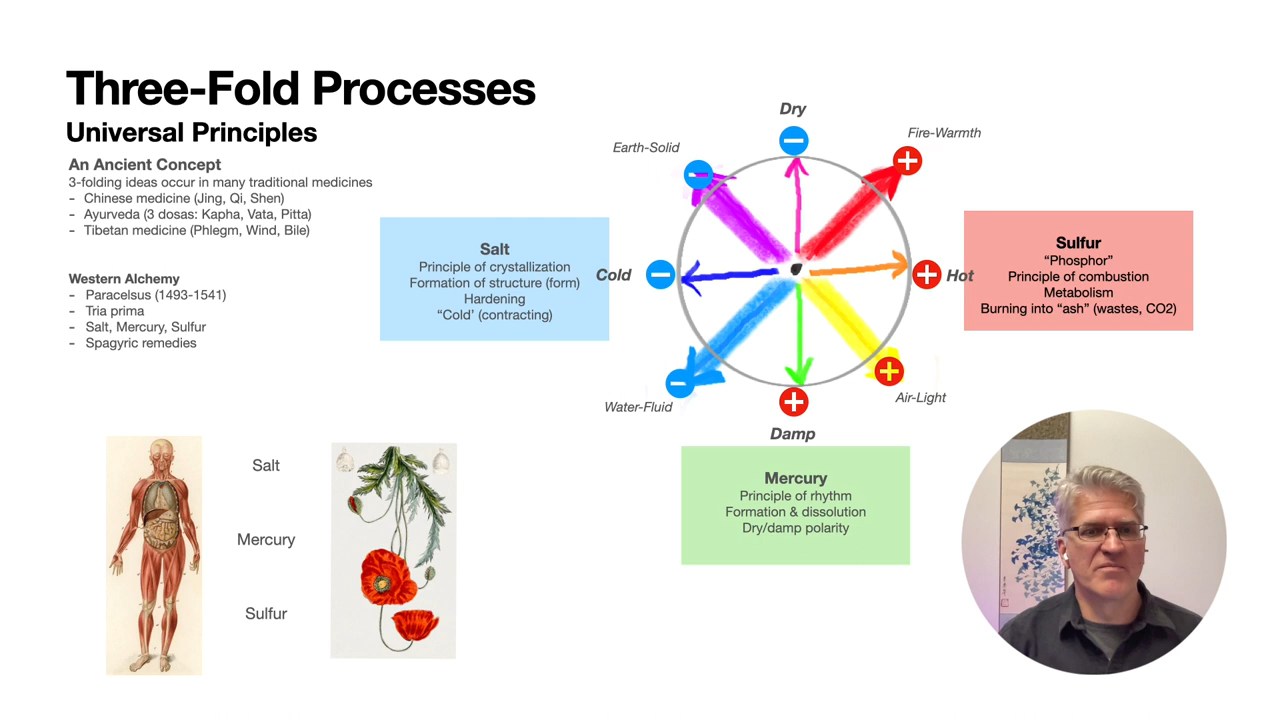 Three-Fold Processes
Universal Principles
An Ancient Concept
3-folding ideas occur in many traditional medicines
- Chinese medicine (Jing, Qi, Shen)
- Ayurveda (3 dosas: Kapha, Vata, Pitta)
- Tibetan medicine (Phlegm, Wind, Bile)
Western Alchemy
- Paracelsus (1493-1541)
- Tria prima
- Salt, Mercury, Sulfur
- Spagyric remedies
Salt
Principle of crystallization
Formation of structure (form)
Hardening
“Cold’ (contracting)
Dry
Earth-Solid
Fire-Warmth
Cold
Hot
Water-Fluid
Air-Light
Damp
Sulfur
“Phosphor”
Principle of combustion
Metabolism
Burning into “ash” (wastes, CO2)
Mercury
Principle of rhythm
Formation & dissolution
Dry/damp polarity
Salt
Mercury
Sulfur